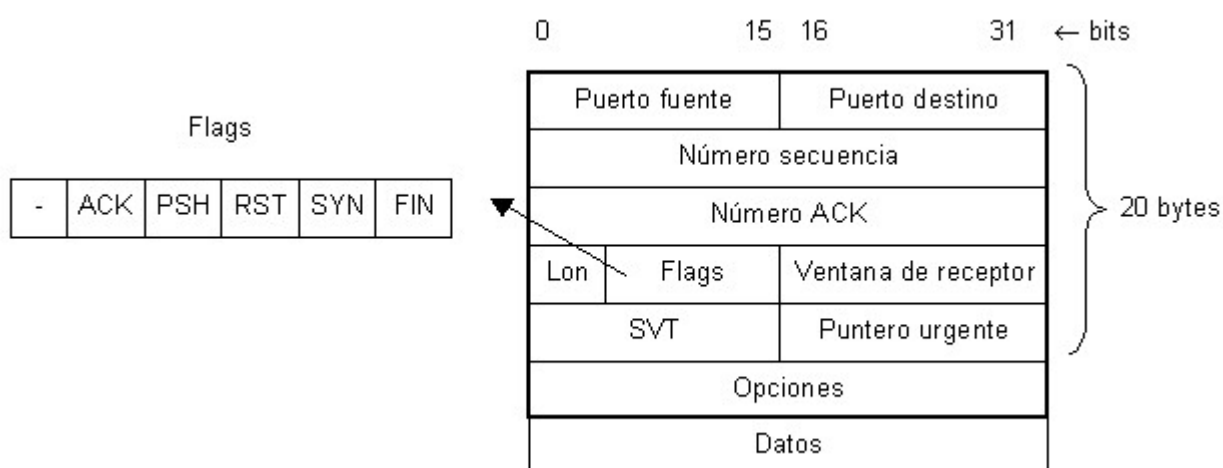 0 15 16 31 ← bits
Puerto fuente Puerto destino
Flags
Número secuencia
- ACK PSH RST SYN FIN
Número ACK
20 bytes
Lon Flags Ventana de receptor
SVT Puntero urgente
Opciones
Datos